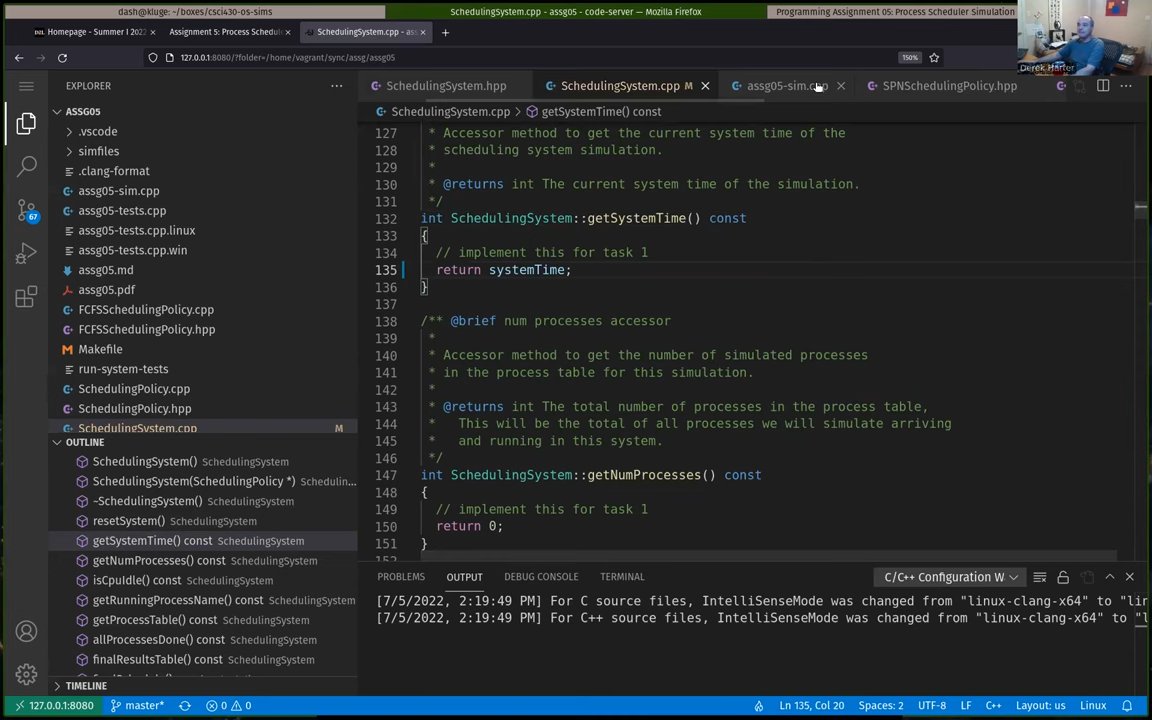 dash@kluge: ~/boxes/csci430-os-sims
SchedulingSystem.cpp - assg05 - code-server — Mozilla Firefox
Programming Assignment 05: Process Scheduler Simulation
Homepage - Summer I 2022
Assignment 5: Process Schedule
SchedulingSystem.cpp - ass
127.0.0.1:8080/?folder=/home/vagrant/sync/assg/assg05
150%
Derek Harter
EXPLORER
SchedulingSystem.hpp
SchedulingSystem.cpp M
assg05-sim.cpp
SPNSchedulingPolicy.hpp
SchedulingSystem.cpp > getSystemTime() const
ASSG05
.vscode
simfiles
.clang-format
assg05-sim.cpp
assg05-tests.cpp
assg05-tests.cpp.linux
assg05-tests.cpp.win
assg05.md
assg05.pdf
FCFSSchedulingPolicy.cpp
FCFSSchedulingPolicy.hpp
Makefile
run-system-tests
SchedulingPolicy.cpp
SchedulingPolicy.hpp
SchedulingSystem.cpp M
67
OUTLINE
SchedulingSystem() SchedulingSystem
SchedulingSystem(SchedulingPolicy *) Schedulin...
~SchedulingSystem() SchedulingSystem
resetSystem() SchedulingSystem
getSystemTime() const SchedulingSystem
getNumProcesses() const SchedulingSystem
isCpuIdle() const SchedulingSystem
getRunningProcessName() const SchedulingSystem
getProcessTable() const SchedulingSystem
allProcessesDone() const SchedulingSystem
finalResultsTable() const SchedulingSystem
TIMELINE
127 * Accessor method to get the current system time of the
128 * scheduling system simulation.
129 *
130 * @returns int The current system time of the simulation.
131 */
132 int SchedulingSystem::getSystemTime() const
133 {
134 // implement this for task 1
135 return systemTime;
136 }
137
138 /** @brief num processes accessor
139 *
140 * Accessor method to get the number of simulated processes
141 * in the process table for this simulation.
142 *
143 * @returns int The total number of processes in the process table,
144 * This will be the total of all processes we will simulate arriving
145 * and running in this system.
146 */
147 int SchedulingSystem::getNumProcesses() const
148 {
149 // implement this for task 1
150 return 0;
151 }
PROBLEMS OUTPUT DEBUG CONSOLE TERMINAL
C/C++ Configuration W
[7/5/2022, 2:19:49 PM] For C source files, IntelliSenseMode was changed from "linux-clang-x64" to "lin
[7/5/2022, 2:19:49 PM] For C++ source files, IntelliSenseMode was changed from "linux-clang-x64" to "l
127.0.0.1:8080 master* 0 0
Ln 135, Col 20 Spaces: 2 UTF-8 LF C++ Layout: us Linux